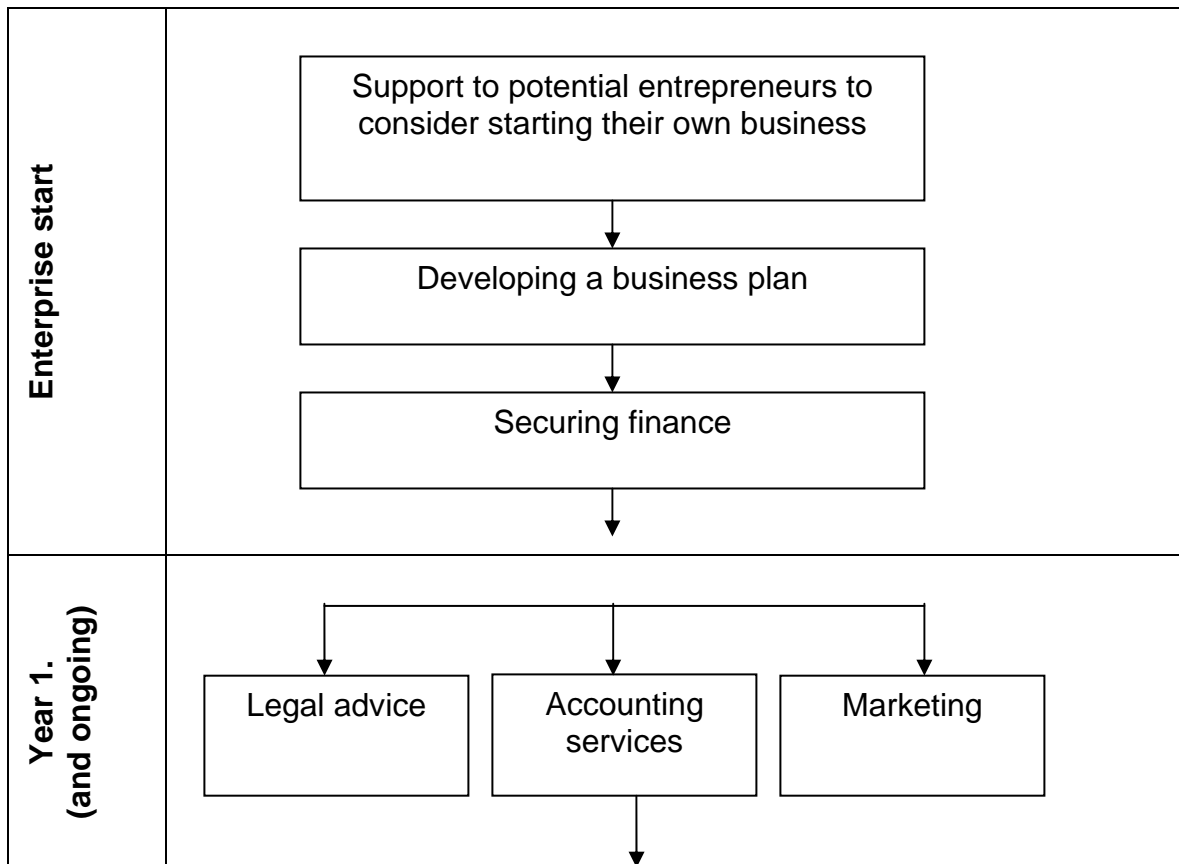 Enterprise start
Support to potential entrepreneurs to
consider starting their own business
Developing a business plan
Securing finance
Year 1.
(and ongoing)
Legal advice
Accounting
services
Marketing